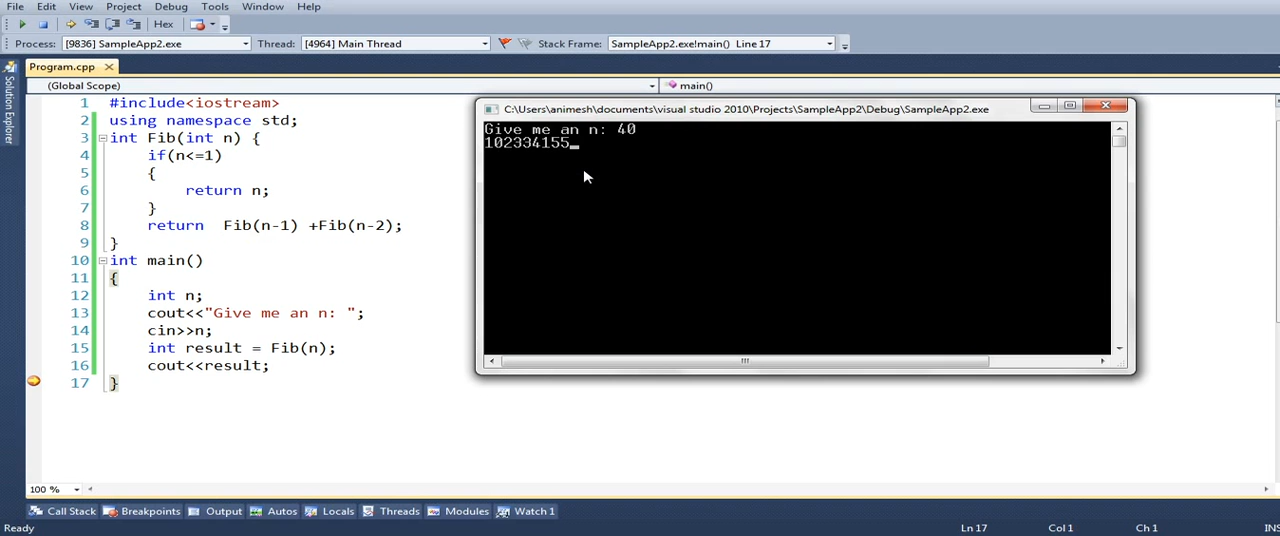 File Edit View Project Debug Tools Window Help
Hex
Process: [9836] SampleApp2.exe Thread: [4964] Main Thread Stack Frame: SampleApp2.exe!main() Line 17
Program.cpp
(Global Scope) main()
Solution Explorer
1 #include<iostream>
2 using namespace std;
3 int Fib(int n) {
4 if(n<=1)
5 {
6 return n;
7 }
8 return Fib(n-1) +Fib(n-2);
9 }
10 int main()
11 {
12 int n;
13 cout<<"Give me an n: ";
14 cin>>n;
15 int result = Fib(n);
16 cout<<result;
17 }
C:\Users\animesh\documents\visual studio 2010\Projects\SampleApp2\Debug\SampleApp2.exe
Give me an n: 40
102334155
100 %
Call Stack Breakpoints Output Autos Locals Threads Modules Watch 1
Ready Ln 17 Col 1 Ch 1 INS